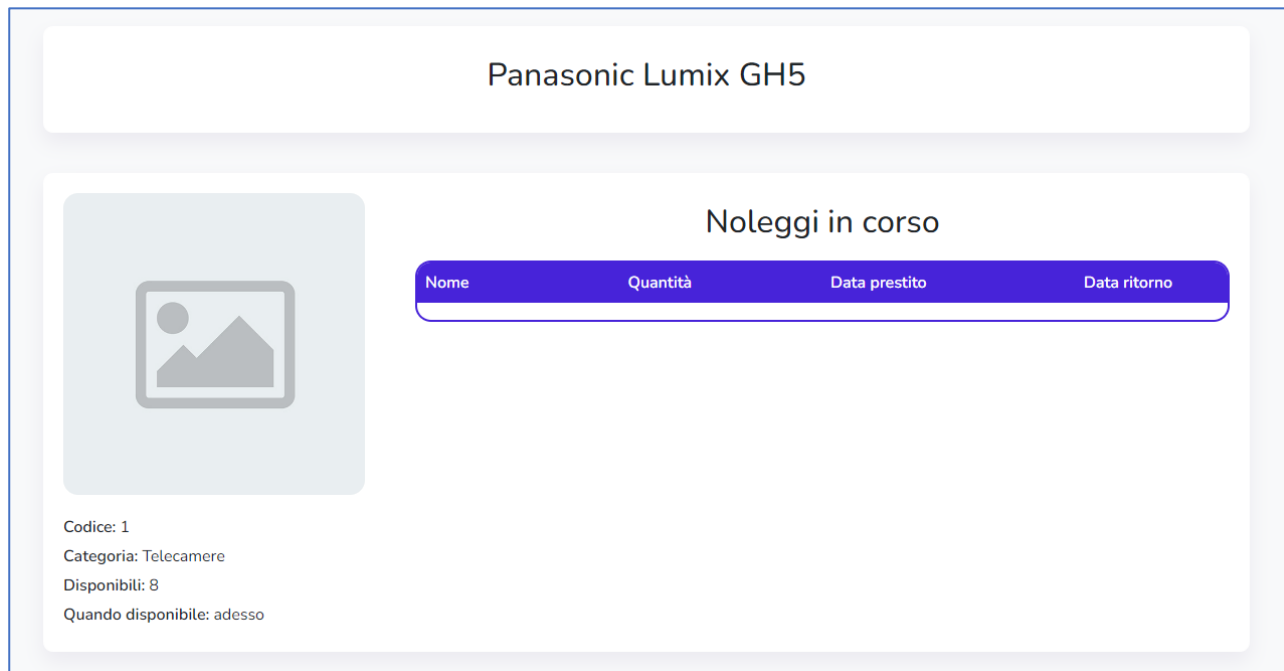 Panasonic Lumix GH5
Noleggi in corso
Nome Quantità Data prestito Data ritorno
Codice: 1
Categoria: Telecamere
Disponibili: 8
Quando disponibile: adesso